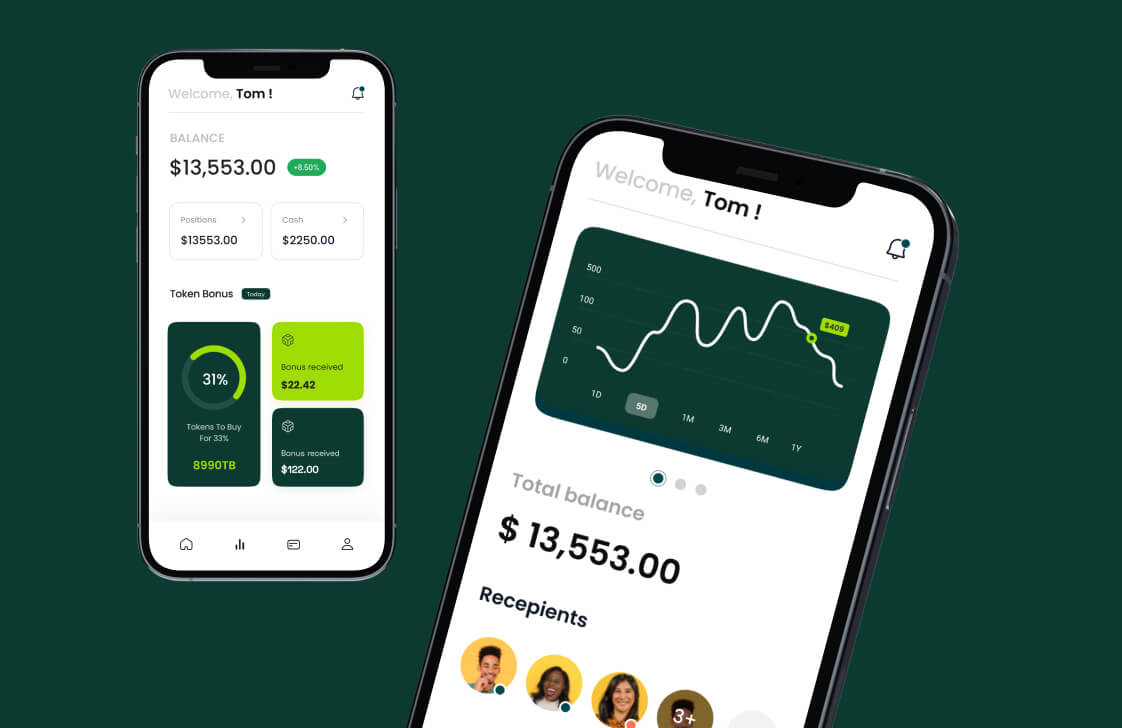 Welcome, Tom !
BALANCE
$13,553.00 +8.50%
Positions
$13553.00
Cash
$2250.00
Token Bonus Today
31%
Tokens To Buy
For 33%
8990TB
Bonus received
$22.42
Bonus received
$122.00
Welcome, Tom !
500
100
50
0
$409
1D 5D 1M 3M 6M 1Y
Total balance
$ 13,553.00
Recepients
3+